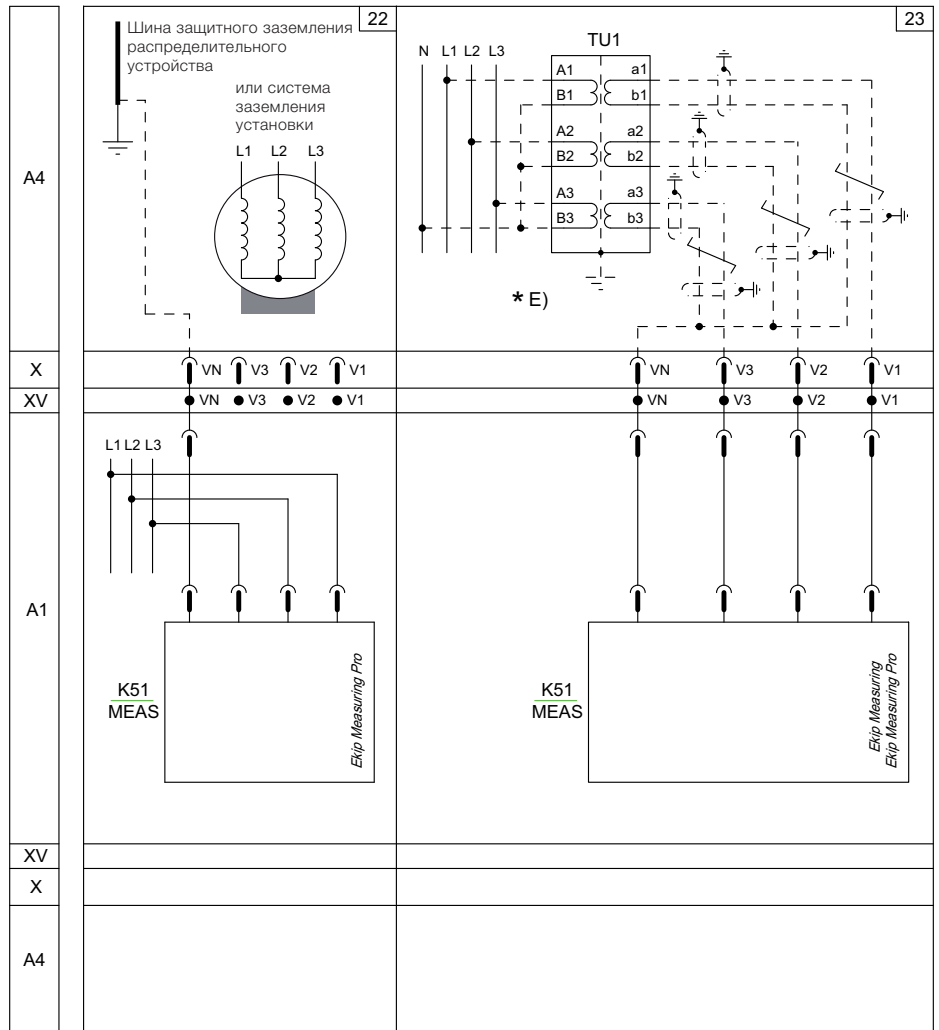 22
Шина защитного заземления
распределительного
устройства
или система
заземления
установки
L1 L2 L3
23
N L1 L2 L3
TU1
A1 a1
B1 b1
A2 a2
B2 b2
A3 a3
B3 b3
* E)
A4
X
VN V3 V2 V1
VN V3 V2 V1
XV
VN V3 V2 V1
VN V3 V2 V1
L1 L2 L3
A1
K51
MEAS
Ekip Measuring Pro
K51
MEAS
Ekip Measuring
Ekip Measuring Pro
XV
X
A4